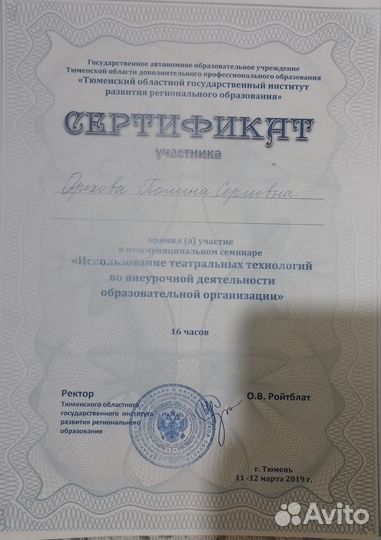 Государственное автономное образовательное учреждение
Тюменской области дополнительного профессионального образования
«Тюменский областной государственный институт
развития регионального образования»
СЕРТИФИКАТ
участника
Орехова Полина Сергеевна
принял (а) участие
в межмуниципальном семинаре
«Использование театральных технологий
во внеурочной деятельности
образовательной организации»
16 часов
Ректор
Тюменского областного
государственного института
развития регионального
образования
О.В. Ройтблат
г. Тюмень
11 -12 марта 2019 г.
Avito